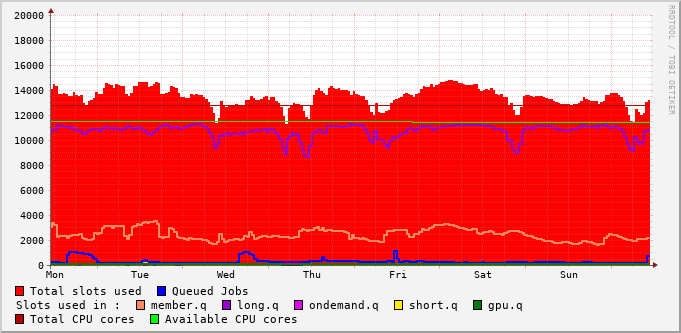 RRDTOOL / TOBI OETIKER
20000
18000
16000
14000
12000
10000
8000
6000
4000
2000
0
Mon Tue Wed Thu Fri Sat Sun
Total slots used Queued Jobs
Slots used in : member.q long.q ondemand.q short.q gpu.q
Total CPU cores Available CPU cores